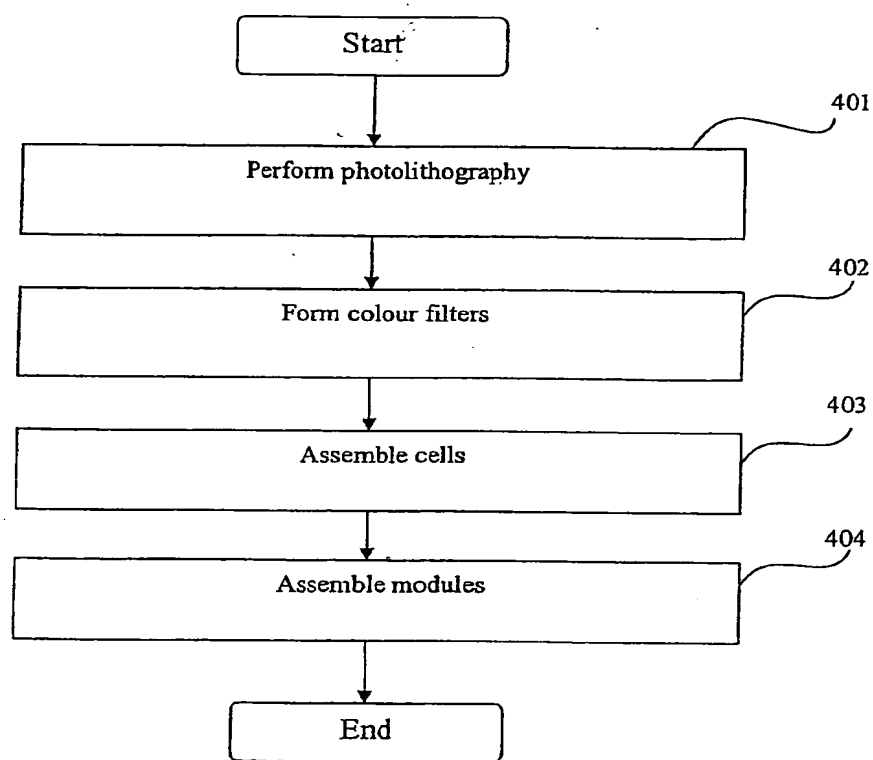 Start
401
Perform photolithography
402
Form colour filters
403
Assemble cells
404
Assemble modules
End